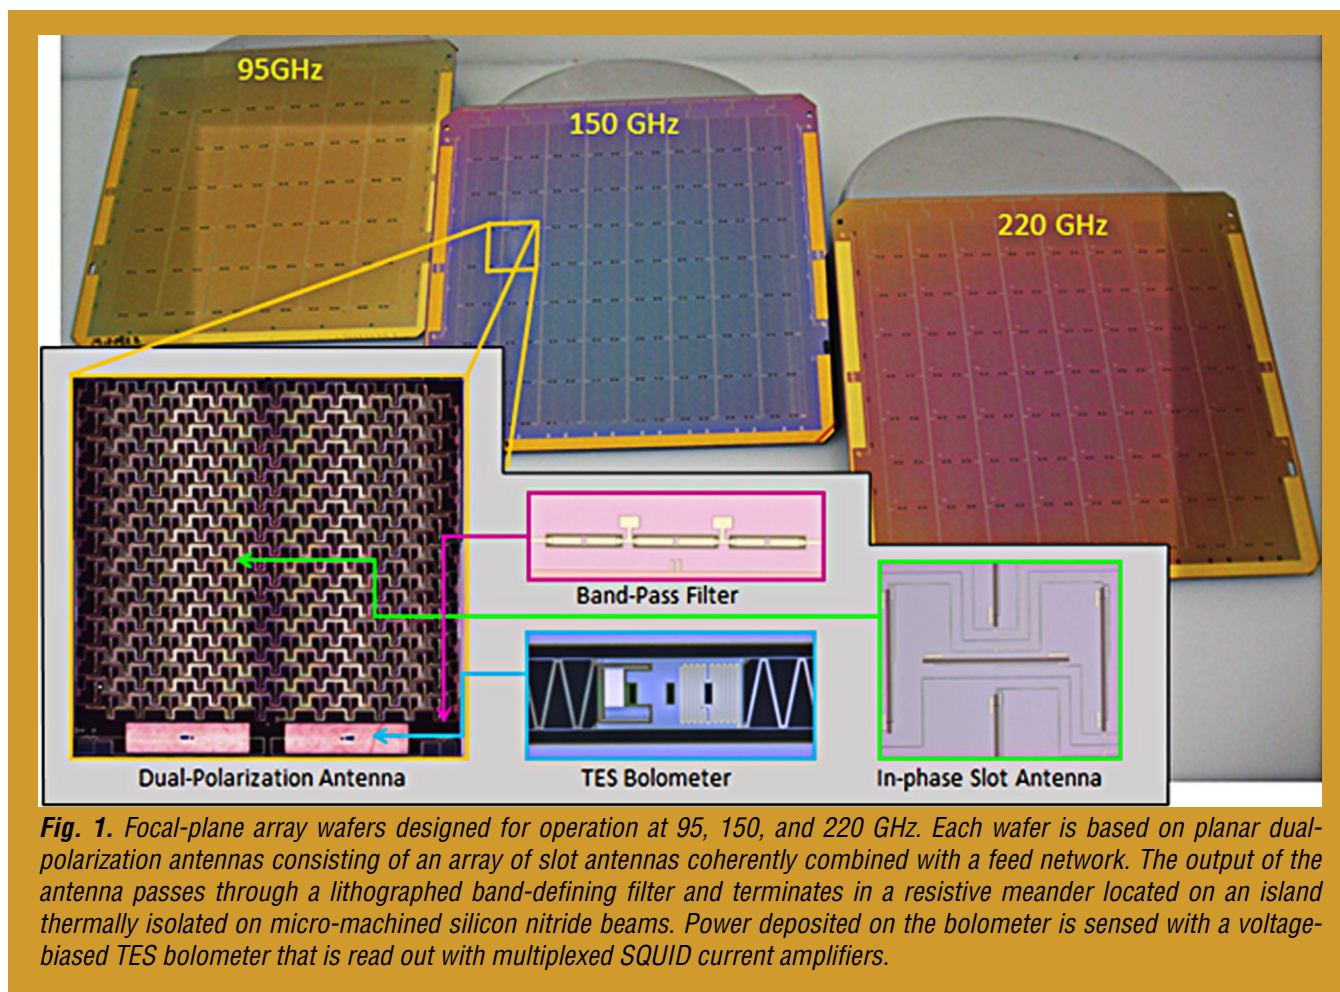 95GHz
150 GHz
220 GHz
Band-Pass Filter
Dual-Polarization Antenna
TES Bolometer
In-phase Slot Antenna
Fig. 1. Focal-plane array wafers designed for operation at 95, 150, and 220 GHz. Each wafer is based on planar dual-
polarization antennas consisting of an array of slot antennas coherently combined with a feed network. The output of the
antenna passes through a lithographed band-defining filter and terminates in a resistive meander located on an island
thermally isolated on micro-machined silicon nitride beams. Power deposited on the bolometer is sensed with a voltage-
biased TES bolometer that is read out with multiplexed SQUID current amplifiers.